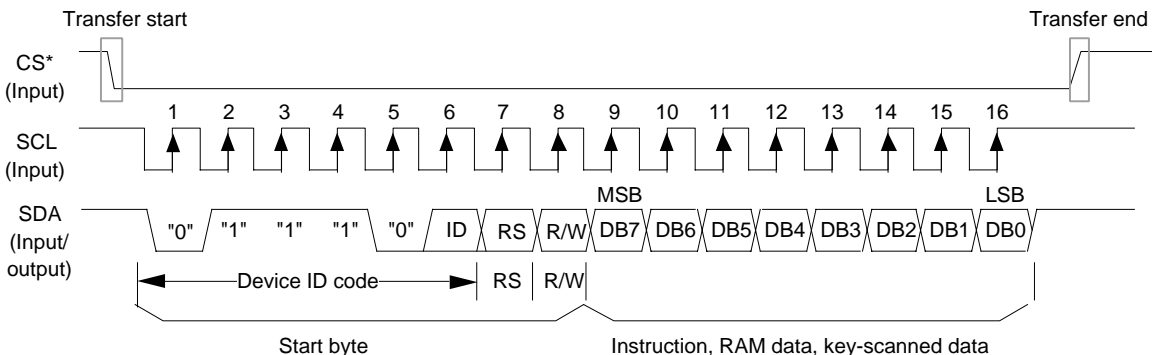 Transfer start
Transfer end
CS*
(Input)
1 2 3 4 5 6 7 8 9 10 11 12 13 14 15 16
SCL
(Input)
MSB
LSB
SDA
(Input/
output)
"0" "1" "1" "1" "0" ID RS R/W DB7 DB6 DB5 DB4 DB3 DB2 DB1 DB0
Device ID code RS R/W
Start byte
Instruction, RAM data, key-scanned data